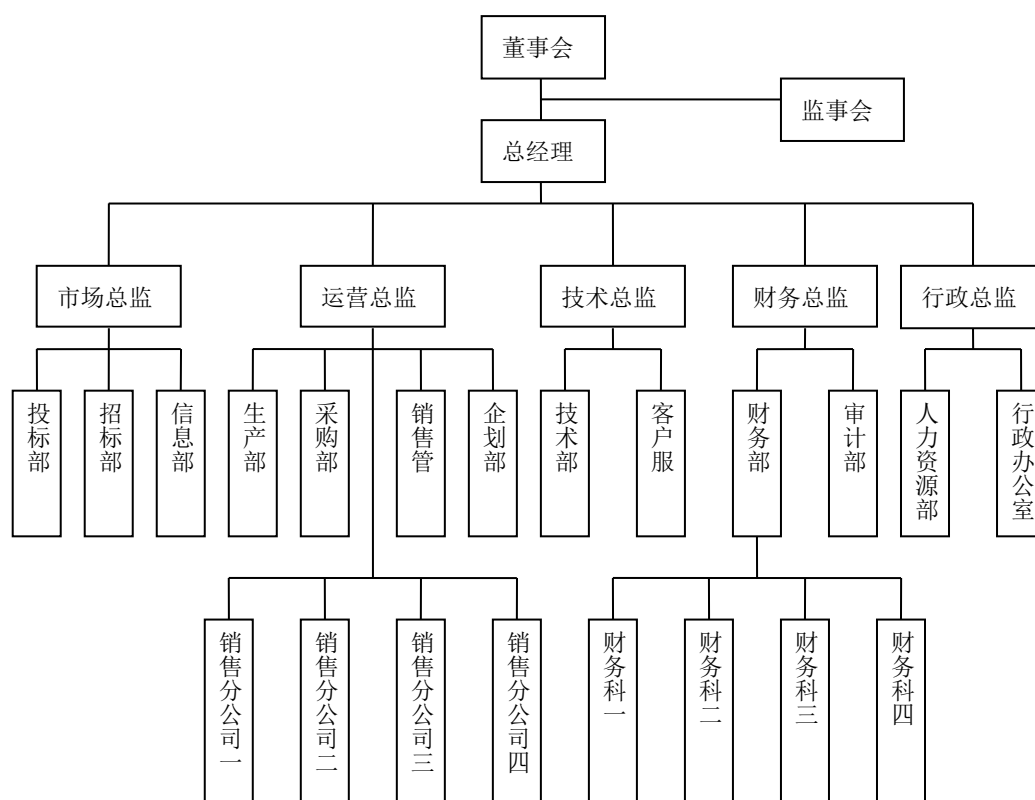 董事会
监事会
总经理
市场总监
运营总监
技术总监
财务总监
行政总监
投标部
招标部
信息部
生产部
采购部
销售管
企划部
技术部
客户服
财务部
审计部
人力资源部
行政办公室
销售分公司一
销售分公司二
销售分公司三
销售分公司四
财务科一
财务科二
财务科三
财务科四